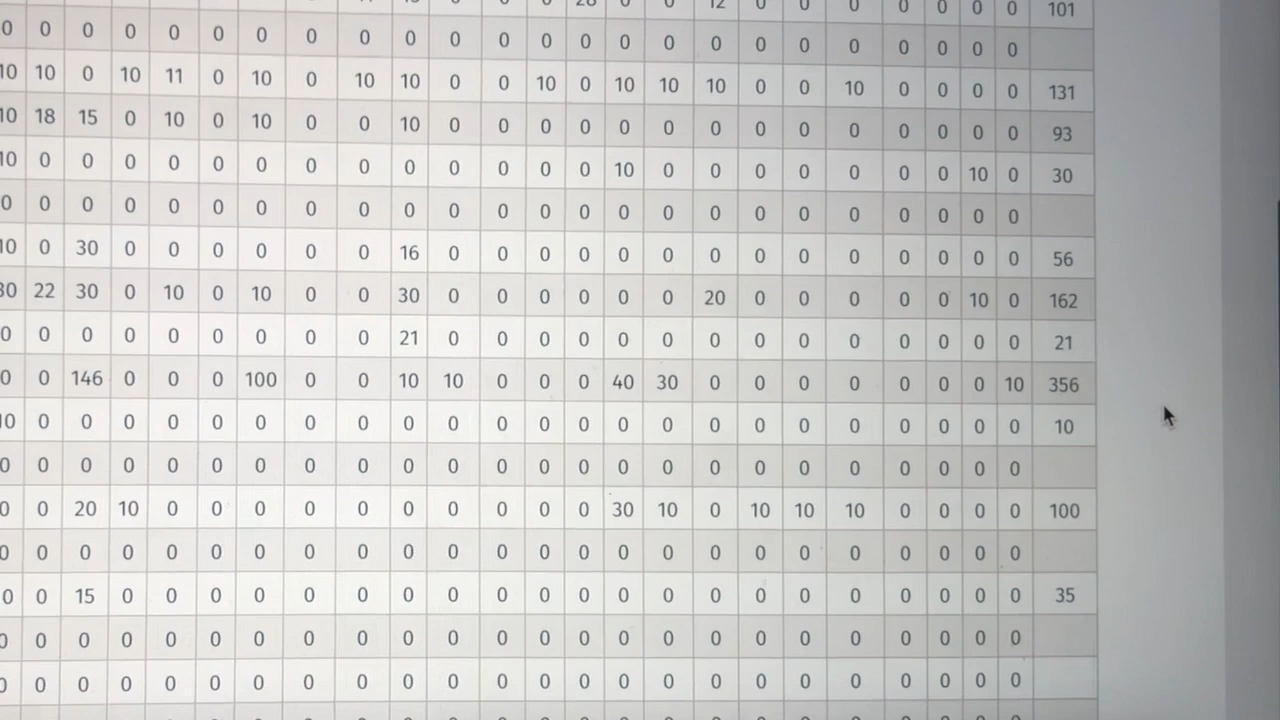 0 0 12 0 0 0 0 0 0 0 101
0 0 0 0 0 0 0 0 0 0 0 0 0 0 0 0 0 0 0 0 0 0 0 0
10 10 0 10 11 0 10 0 10 10 0 0 10 0 10 10 10 0 0 10 0 0 0 0 131
10 18 15 0 10 0 10 0 0 10 0 0 0 0 0 0 0 0 0 0 0 0 0 0 93
10 0 0 0 0 0 0 0 0 0 0 0 0 0 10 0 0 0 0 0 0 0 10 0 30
0 0 0 0 0 0 0 0 0 0 0 0 0 0 0 0 0 0 0 0 0 0 0 0
10 0 30 0 0 0 0 0 0 16 0 0 0 0 0 0 0 0 0 0 0 0 0 0 56
30 22 30 0 10 0 10 0 0 30 0 0 0 0 0 0 20 0 0 0 0 0 10 0 162
0 0 0 0 0 0 0 0 0 21 0 0 0 0 0 0 0 0 0 0 0 0 0 0 21
0 0 146 0 0 0 100 0 0 10 10 0 0 0 40 30 0 0 0 0 0 0 0 10 356
10 0 0 0 0 0 0 0 0 0 0 0 0 0 0 0 0 0 0 0 0 0 0 0 10
0 0 0 0 0 0 0 0 0 0 0 0 0 0 0 0 0 0 0 0 0 0 0 0
0 0 20 10 0 0 0 0 0 0 0 0 0 0 30 10 0 10 10 10 0 0 0 0 100
0 0 0 0 0 0 0 0 0 0 0 0 0 0 0 0 0 0 0 0 0 0 0 0
0 0 15 0 0 0 0 0 0 0 0 0 0 0 0 0 0 0 0 0 0 0 0 0 35
0 0 0 0 0 0 0 0 0 0 0 0 0 0 0 0 0 0 0 0 0 0 0 0
0 0 0 0 0 0 0 0 0 0 0 0 0 0 0 0 0 0 0 0 0 0 0 0